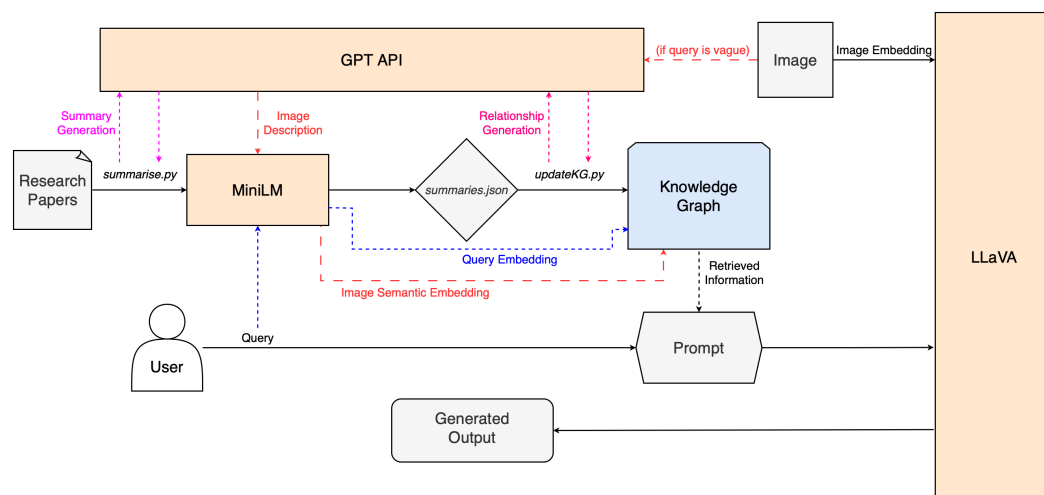 GPT API
(if query is vague)
Image
Image Embedding
Summary
Generation
Image
Description
Relationship
Generation
Research
Papers
summarise.py
MiniLM
summaries.json
updateKG.py
Knowledge
Graph
LLaVA
Query Embedding
Image Semantic Embedding
Retrieved
Information
User
Query
Prompt
Generated
Output